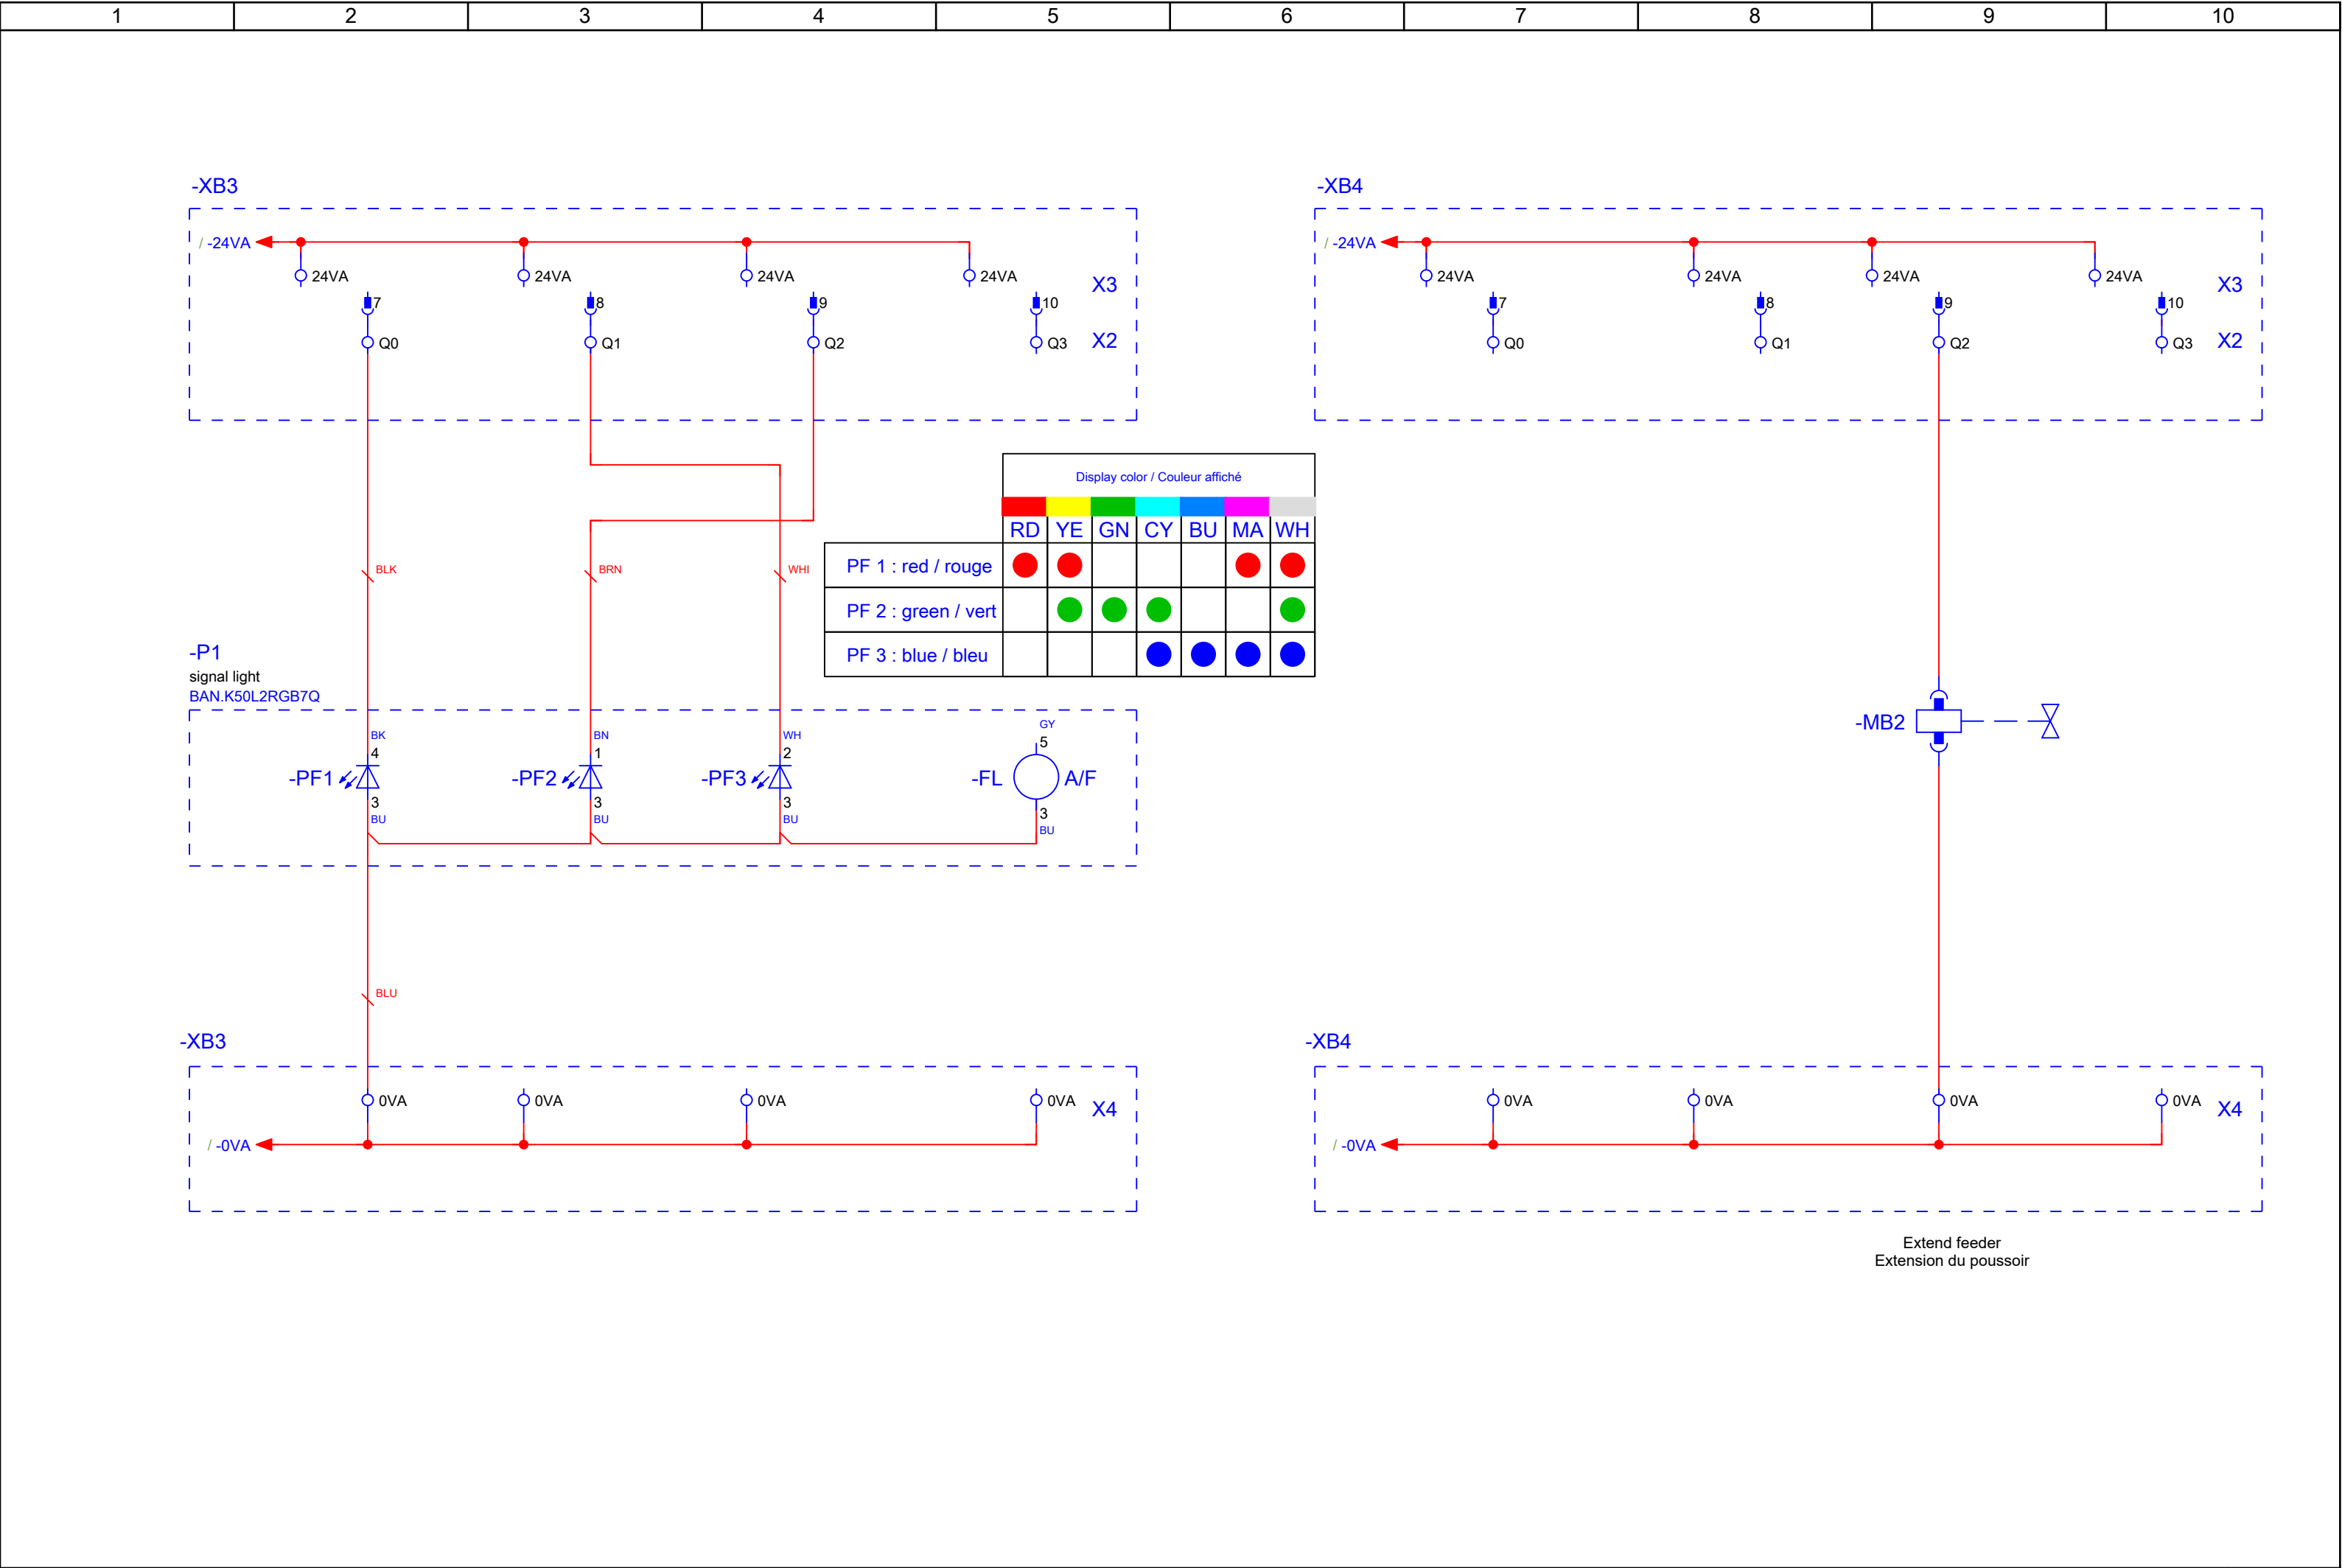 1 2 3 4 5 6 7 8 9 10
-XB3
/ -24VA
24VA 24VA 24VA 24VA
X3
7 8 9 10
Q0 Q1 Q2 Q3
X2
-XB4
/ -24VA
24VA 24VA 24VA 24VA
X3
7 8 9 10
Q0 Q1 Q2 Q3
X2
Display color / Couleur affiché
RD YE GN CY BU MA WH
PF 1 : red / rouge
PF 2 : green / vert
PF 3 : blue / bleu
BLK BRN WHI
-P1
signal light
BAN.K50L2RGB7Q
BK BN WH GY
4 1 2 5
-PF1 -PF2 -PF3 -FL A/F
3 3 3 3
BU BU BU BU
-MB2
BLU
-XB3
0VA 0VA 0VA 0VA
X4
/ -0VA
-XB4
0VA 0VA 0VA 0VA
X4
/ -0VA
Extend feeder
Extension du poussoir